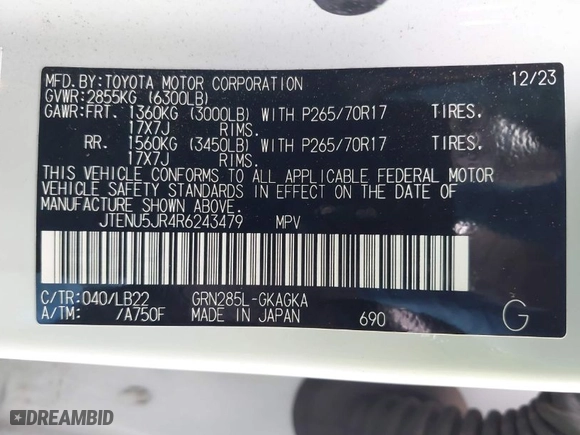 MFD.BY:TOYOTA MOTOR CORPORATION 12/23
GVWR:2855KG (6300LB)
GAWR:FRT. 1360KG (3000LB) WITH P265/70R17 TIRES,
17X7J RIMS.
RR. 1560KG (3450LB) WITH P265/70R17 TIRES,
17X7J RIMS.
THIS VEHICLE CONFORMS TO ALL APPLICABLE FEDERAL MOTOR
VEHICLE SAFETY STANDARDS IN EFFECT ON THE DATE OF
MANUFACTURE SHOWN ABOVE.
JTENU5JR4R6243479 MPV
C/TR:040/LB22 GRN285L-GKAGKA
A/TM: /A750F MADE IN JAPAN 690 G
DREAMBID